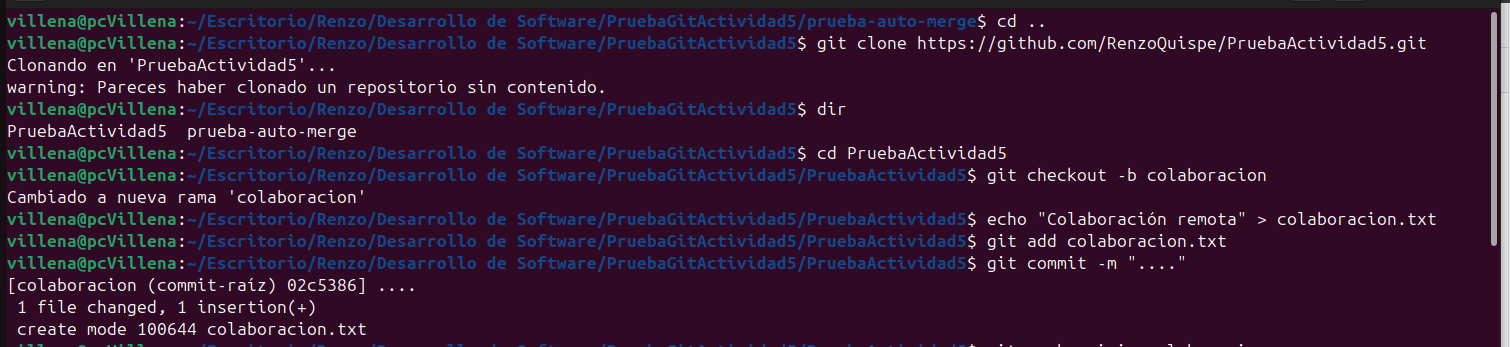 villena@pcVillena:~/Escritorio/Renzo/Desarrollo de Software/PruebaGitActividad5/prueba-auto-merge$ cd ..
villena@pcVillena:~/Escritorio/Renzo/Desarrollo de Software/PruebaGitActividad5$ git clone https://github.com/RenzoQuispe/PruebaActividad5.git
Clonando en 'PruebaActividad5'...
warning: Pareces haber clonado un repositorio sin contenido.
villena@pcVillena:~/Escritorio/Renzo/Desarrollo de Software/PruebaGitActividad5$ dir
PruebaActividad5  prueba-auto-merge
villena@pcVillena:~/Escritorio/Renzo/Desarrollo de Software/PruebaGitActividad5$ cd PruebaActividad5
villena@pcVillena:~/Escritorio/Renzo/Desarrollo de Software/PruebaGitActividad5/PruebaActividad5$ git checkout -b colaboracion
Cambiado a nueva rama 'colaboracion'
villena@pcVillena:~/Escritorio/Renzo/Desarrollo de Software/PruebaGitActividad5/PruebaActividad5$ echo "Colaboración remota" > colaboracion.txt
villena@pcVillena:~/Escritorio/Renzo/Desarrollo de Software/PruebaGitActividad5/PruebaActividad5$ git add colaboracion.txt
villena@pcVillena:~/Escritorio/Renzo/Desarrollo de Software/PruebaGitActividad5/PruebaActividad5$ git commit -m "...."
[colaboracion (commit-raíz) 02c5386] ....
 1 file changed, 1 insertion(+)
 create mode 100644 colaboracion.txt